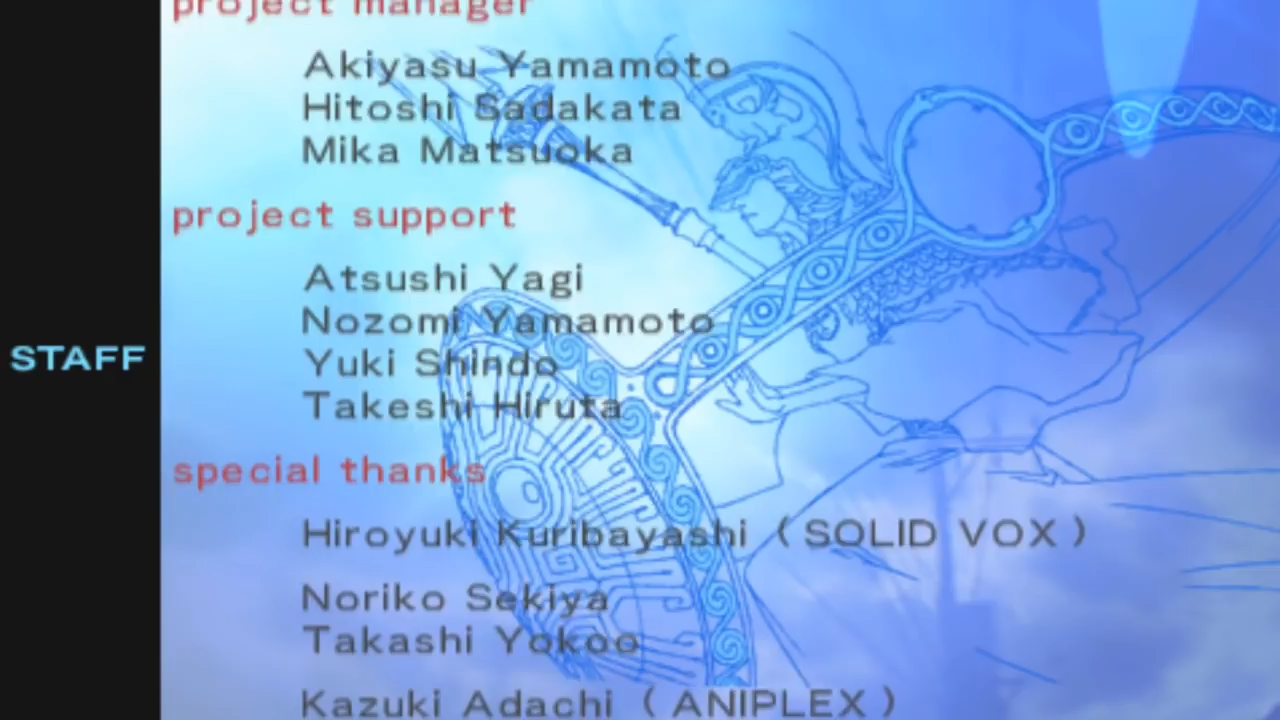 project manager
Akiyasu Yamamoto
Hitoshi Sadakata
Mika Matsuoka
project support
Atsushi Yagi
Nozomi Yamamoto
Yuki Shindo
Takeshi Hiruta
STAFF
special thanks
Hiroyuki Kuribayashi ( SOLID VOX )
Noriko Sekiya
Takashi Yokoo
Kazuki Adachi ( ANIPLEX )